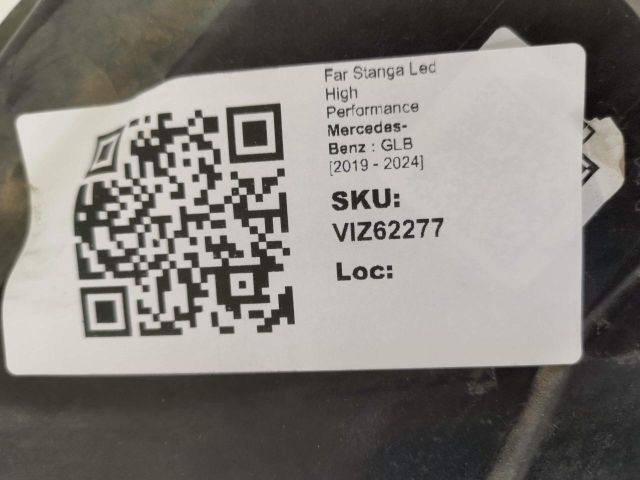 Far Stanga Led
High
Performance
Mercedes-
Benz : GLB
[2019 - 2024]
SKU:
VIZ62277
Loc: